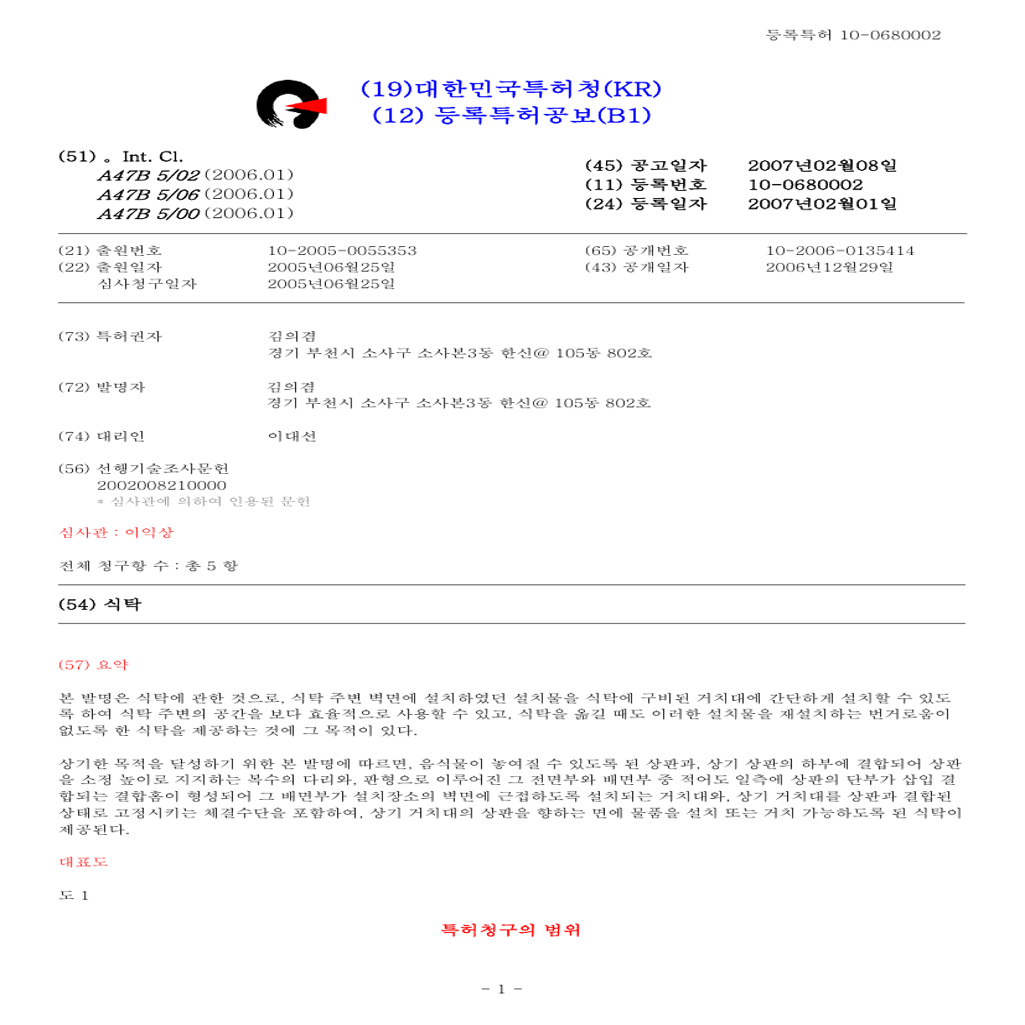 등록특허 10-0680002
(19)대한민국특허청(KR)
(12) 등록특허공보(B1)
(51) 。Int. Cl.
A47B 5/02 (2006.01)
A47B 5/06 (2006.01)
A47B 5/00 (2006.01)
(45) 공고일자 2007년02월08일
(11) 등록번호 10-0680002
(24) 등록일자 2007년02월01일
(21) 출원번호 10-2005-0055353
(22) 출원일자 2005년06월25일
심사청구일자 2005년06월25일
(65) 공개번호 10-2006-0135414
(43) 공개일자 2006년12월29일
(73) 특허권자 김의겸
경기 부천시 소사구 소사본3동 한신@ 105동 802호
(72) 발명자 김의겸
경기 부천시 소사구 소사본3동 한신@ 105동 802호
(74) 대리인 이대선
(56) 선행기술조사문헌
2002008210000
* 심사관에 의하여 인용된 문헌
심사관 : 이익상
전체 청구항 수 : 총 5 항
(54) 식탁
(57) 요약
본 발명은 식탁에 관한 것으로, 식탁 주변 벽면에 설치하였던 설치물을 식탁에 구비된 거치대에 간단하게 설치할 수 있도
록 하여 식탁 주변의 공간을 보다 효율적으로 사용할 수 있고, 식탁을 옮길 때도 이러한 설치물을 재설치하는 번거로움이
없도록 한 식탁을 제공하는 것에 그 목적이 있다.
상기한 목적을 달성하기 위한 본 발명에 따르면, 음식물이 놓여질 수 있도록 된 상판과, 상기 상판의 하부에 결합되어 상판
을 소정 높이로 지지하는 복수의 다리와, 판형으로 이루어진 그 전면부와 배면부 중 적어도 일측에 상판의 단부가 삽입 결
합되는 결합홈이 형성되어 그 배면부가 설치장소의 벽면에 근접하도록 설치되는 거치대와, 상기 거치대를 상판과 결합된
상태로 고정시키는 체결수단을 포함하여, 상기 거치대의 상판을 향하는 면에 물품을 설치 또는 거치 가능하도록 된 식탁이
제공된다.
대표도
도 1
특허청구의 범위
- 1 -